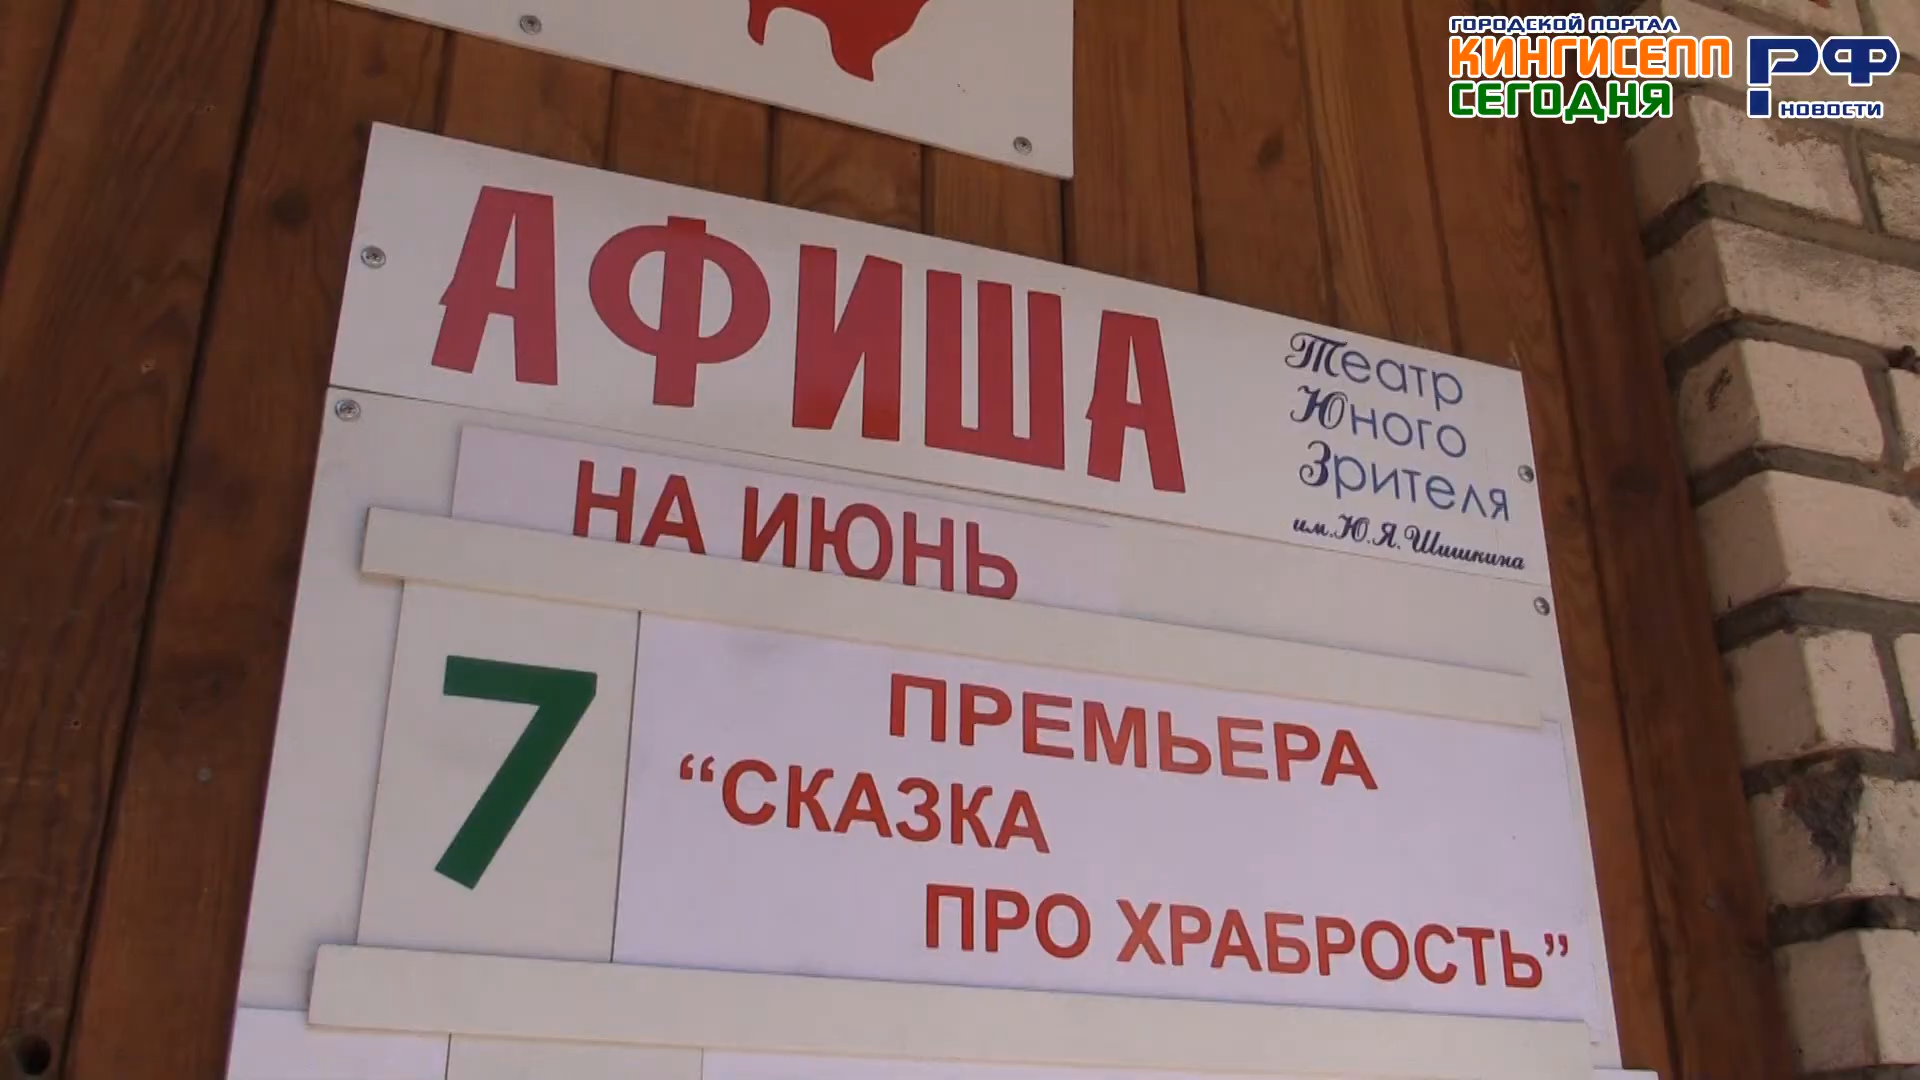 ГОРОДСКОЙ ПОРТАЛ
КИНГИСЕПП
СЕГОДНЯ
РФ
НОВОСТИ
АФИША
Театр
Юного
Зрителя
им. Ю. Я. Шишкина
НА ИЮНЬ
7
ПРЕМЬЕРА
“СКАЗКА
ПРО ХРАБРОСТЬ”